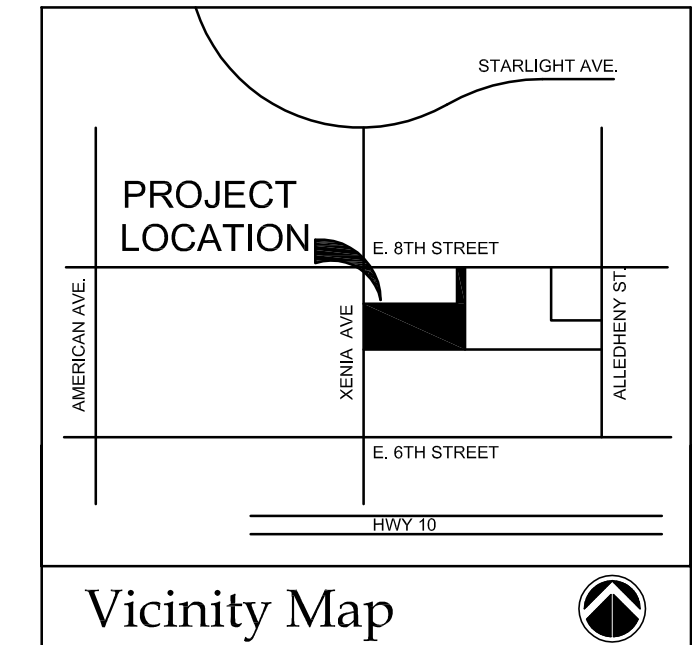 STARLIGHT AVE.
PROJECT
LOCATION
E. 8TH STREET
AMERICAN AVE.
XENIA AVE
ALLEDHENY ST.
E. 6TH STREET
HWY 10
Vicinity Map